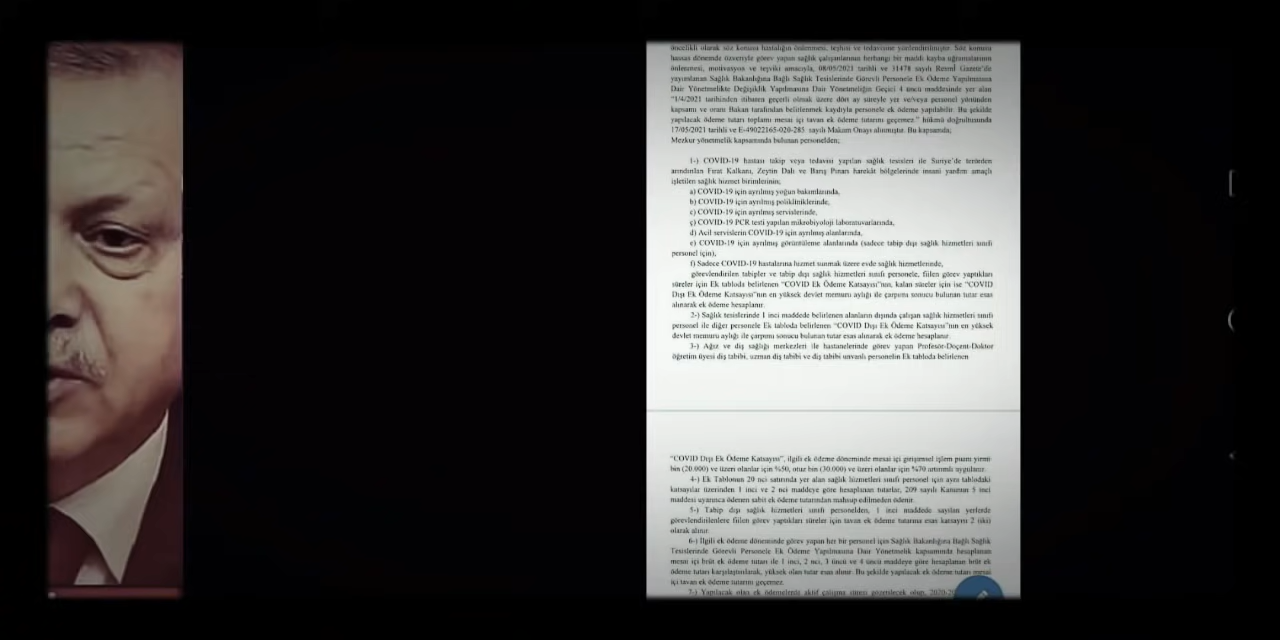 öncelikli olarak söz konusu hastalığın önlenmesi, teşhisi ve tedavisine yönlendirilmiştir. Söz konusu
hassas dönemde özveriyle görev yapan sağlık çalışanlarının herhangi bir maddi kayba uğramalarının
önlenmesi, motivasyon ve teşviki amacıyla, 08/05/2021 tarihli ve 31478 sayılı Resmî Gazete'de
yayımlanan Sağlık Bakanlığına Bağlı Sağlık Tesislerinde Görevli Personele Ek Ödeme Yapılmasına
Dair Yönetmelikte Değişiklik Yapılmasına Dair Yönetmeliğin Geçici 4 üncü maddesinde yer alan
"1/4/2021 tarihinden itibaren geçerli olmak üzere dört ay süreyle yer ve/veya personel yönünden
kapsamı ve oranı Bakan tarafından belirlenmek kaydıyla personele ek ödeme yapılabilir. Bu şekilde
yapılacak ödeme tutarı toplamı mesai içi tavan ek ödeme tutarını geçemez." hükmü doğrultusunda
17/05/2021 tarihli ve E-49022165-020-285 sayılı Makam Onayı alınmıştır. Bu kapsamda;
Mezkur yönetmelik kapsamında bulunan personelden;
1-) COVID-19 hastası takip veya tedavisi yapılan sağlık tesisleri ile Suriye'de terörden
arındırılan Fırat Kalkanı, Zeytin Dalı ve Barış Pınarı harekât bölgelerinde insani yardım amaçlı
işletilen sağlık hizmet birimlerinin;
a) COVID-19 için ayrılmış yoğun bakımlarında,
b) COVID-19 için ayrılmış polikliniklerinde,
c) COVID-19 için ayrılmış servislerinde,
ç) COVID-19 PCR testi yapılan mikrobiyoloji laboratuvarlarında,
d) Acil servislerin COVID-19 için ayrılmış alanlarında,
e) COVID-19 için ayrılmış görüntüleme alanlarında (sadece tabip dışı sağlık hizmetleri sınıfı
personel için),
f) Sadece COVID-19 hastalarına hizmet sunmak üzere evde sağlık hizmetlerinde,
görevlendirilen tabipler ve tabip dışı sağlık hizmetleri sınıfı personele, fiilen görev yaptıkları
süreler için Ek tabloda belirlenen "COVID Ek Ödeme Katsayısı"nın, kalan süreler için ise "COVID
Dışı Ek Ödeme Katsayısı"nın en yüksek devlet memuru aylığı ile çarpımı sonucu bulunan tutar esas
alınarak ek ödeme hesaplanır.
2-) Sağlık tesislerinde 1 inci maddede belirlenen alanların dışında çalışan sağlık hizmetleri sınıfı
personel ile diğer personele Ek tabloda belirlenen "COVID Dışı Ek Ödeme Katsayısı"nın en yüksek
devlet memuru aylığı ile çarpımı sonucu bulunan tutar esas alınarak ek ödeme hesaplanır.
3-) Ağız ve diş sağlığı merkezleri ile hastanelerinde görev yapan Profesör-Doçent-Doktor
öğretim üyesi diş tabibi, uzman diş tabibi ve diş tabibi unvanlı personelin Ek tabloda belirlenen
"COVID Dışı Ek Ödeme Katsayısı", ilgili ek ödeme döneminde mesai içi girişimsel işlem puanı yirmi
bin (20.000) ve üzeri olanlar için %50, otuz bin (30.000) ve üzeri olanlar için %70 artırımlı uygulanır.
4-) Ek Tablonun 20 nci satırında yer alan sağlık hizmetleri sınıfı personel için aynı tablodaki
katsayılar üzerinden 1 inci ve 2 nci maddeye göre hesaplanan tutarlar, 209 sayılı Kanunun 5 inci
maddesi uyarınca ödenen sabit ek ödeme tutarından mahsup edilmeden ödenir.
5-) Tabip dışı sağlık hizmetleri sınıfı personelden, 1 inci maddede sayılan yerlerde
görevlendirilenlere fiilen görev yaptıkları süreler için tavan ek ödeme tutarına esas katsayısı 2 (iki)
olarak alınır.
6-) İlgili ek ödeme döneminde görev yapan her bir personel için Sağlık Bakanlığına Bağlı Sağlık
Tesislerinde Görevli Personele Ek Ödeme Yapılmasına Dair Yönetmelik kapsamında hesaplanan
mesai içi brüt ek ödeme tutarı ile 1 inci, 2 nci, 3 üncü ve 4 üncü maddeye göre hesaplanan brüt ek
ödeme tutarı karşılaştırılarak, yüksek olan tutar esas alınır. Bu şekilde yapılacak ek ödeme tutarı mesai
içi tavan ek ödeme tutarını geçemez.
7-) Yapılacak olan ek ödemelerde aktif çalışma süresi gözetilecek olup,